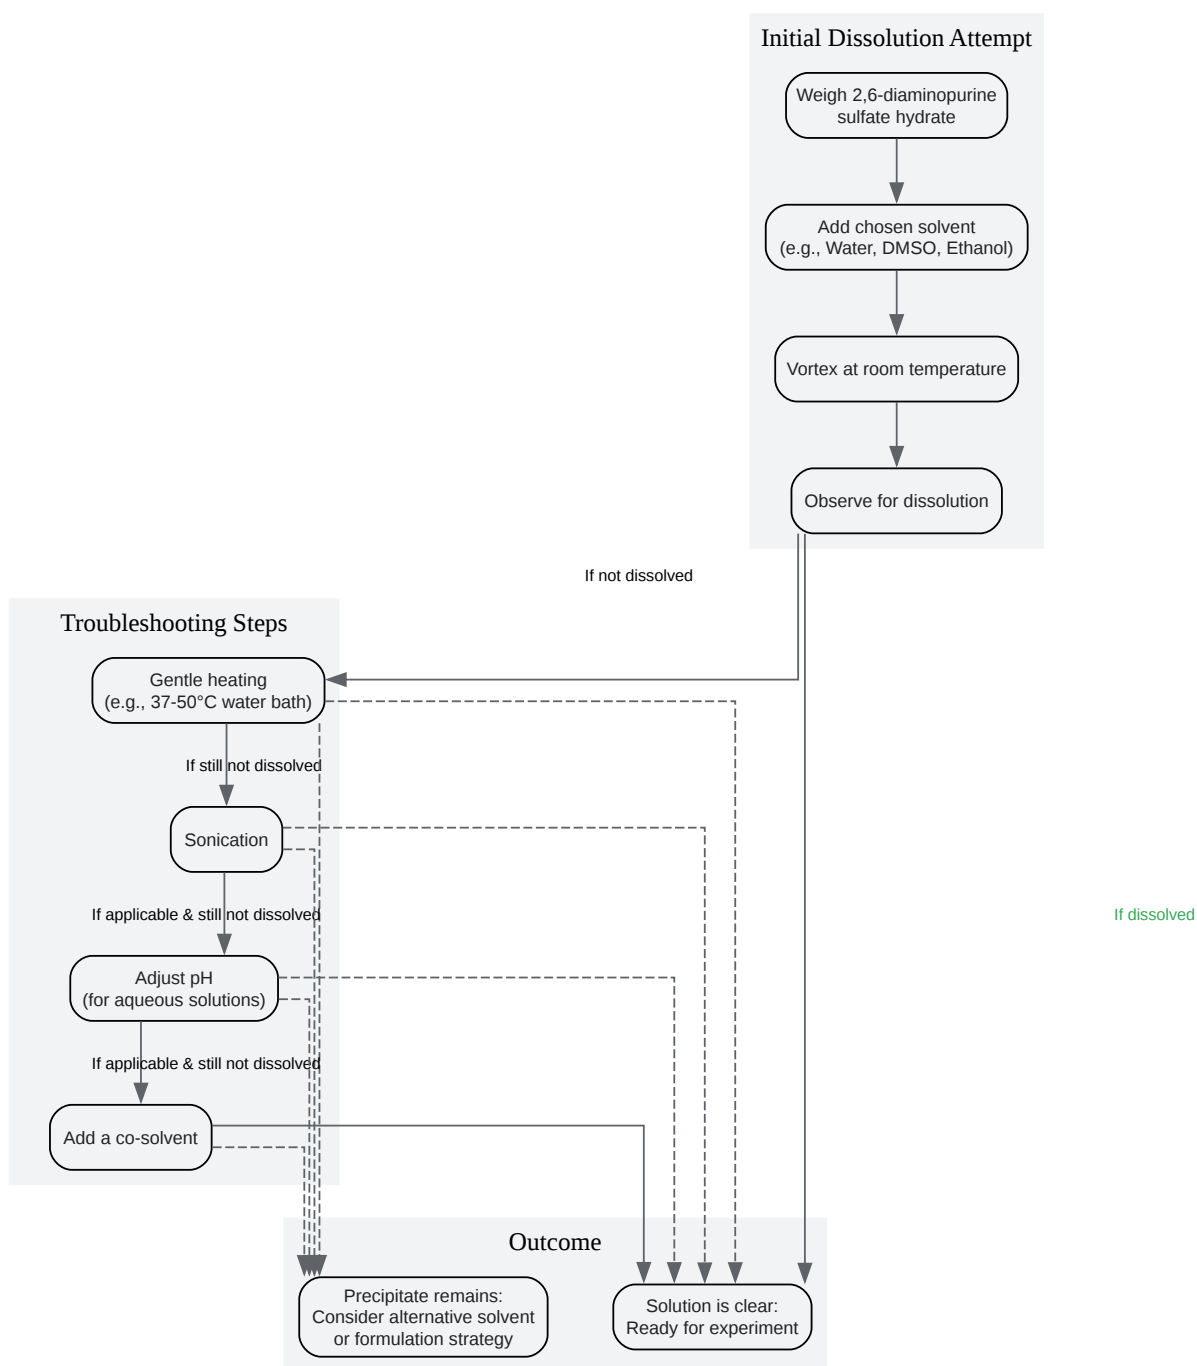 Initial Dissolution Attempt
Weigh 2,6-diaminopurine
sulfate hydrate
Add chosen solvent
(e.g., Water, DMSO, Ethanol)
Vortex at room temperature
Observe for dissolution
If not dissolved
Troubleshooting Steps
Gentle heating
(e.g., 37-50°C water bath)
If still not dissolved
Sonication
If applicable & still not dissolved
If dissolved
Adjust pH
(for aqueous solutions)
If applicable & still not dissolved
Add a co-solvent
Outcome
Precipitate remains:
Consider alternative solvent
or formulation strategy
Solution is clear:
Ready for experiment